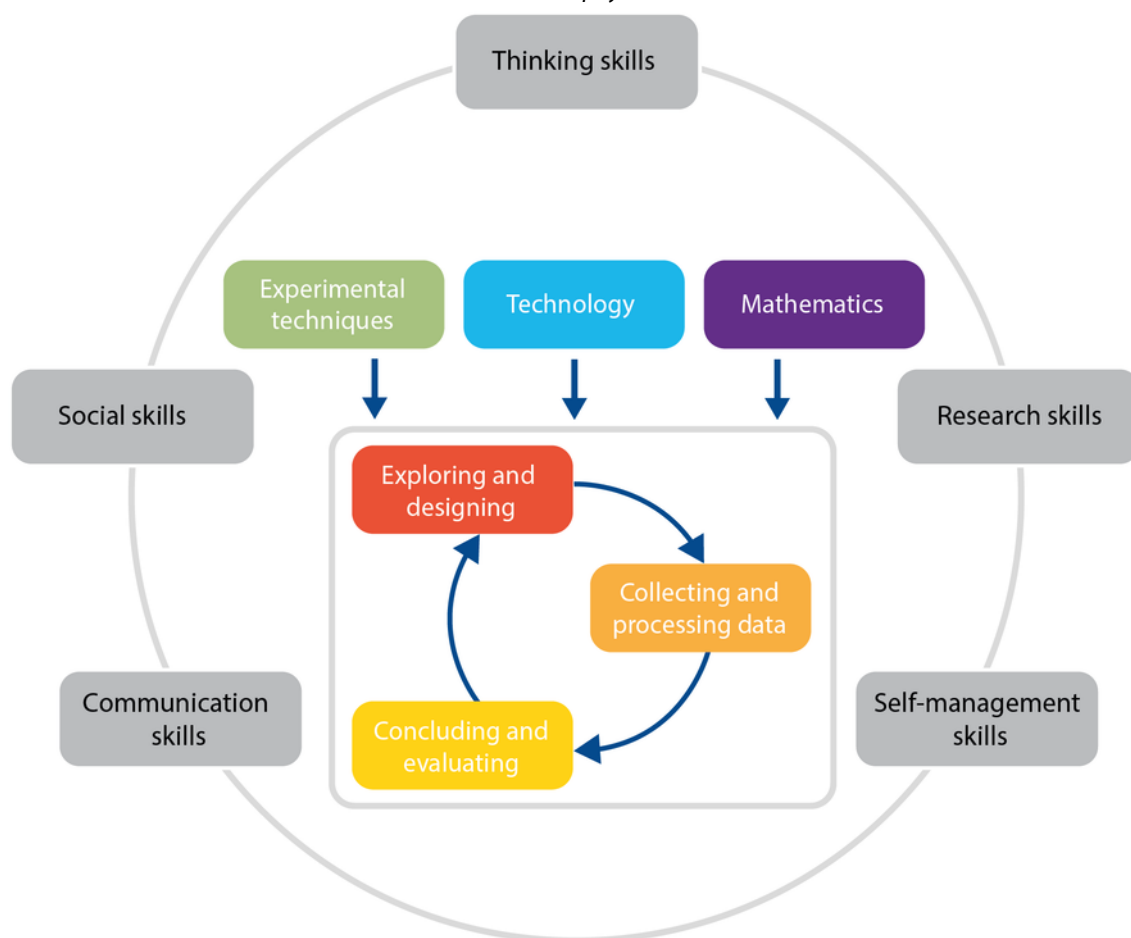 Thinking skills
Experimental
techniques
Technology
Mathematics
Social skills
Research skills
Exploring and
designing
Collecting and
processing data
Communication
skills
Self-management
skills
Concluding and
evaluating